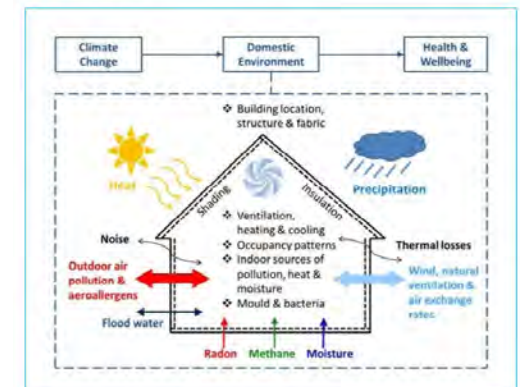 Climate
Change
Domestic
Environment
Health &
Wellbeing
❖ Building location,
structure & fabric
Heat
Precipitation
Shading
Insulation
❖ Ventilation,
heating & cooling
❖ Occupancy patterns
❖ Indoor sources of
pollution, heat &
moisture
❖ Mould & bacteria
Noise
Thermal losses
Outdoor air
pollution &
aeroallergens
Wind, natural
ventilation &
air exchange
rates
Flood water
Radon
Methane
Moisture